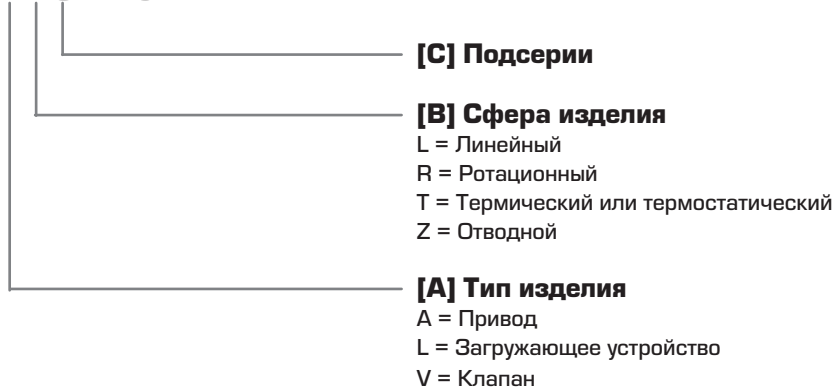 [C] Подсерии
[B] Сфера изделия
L = Линейный
R = Ротационный
T = Термический или термостатический
Z = Отводной
[A] Тип изделия
A = Привод
L = Загружающее устройство
V = Клапан